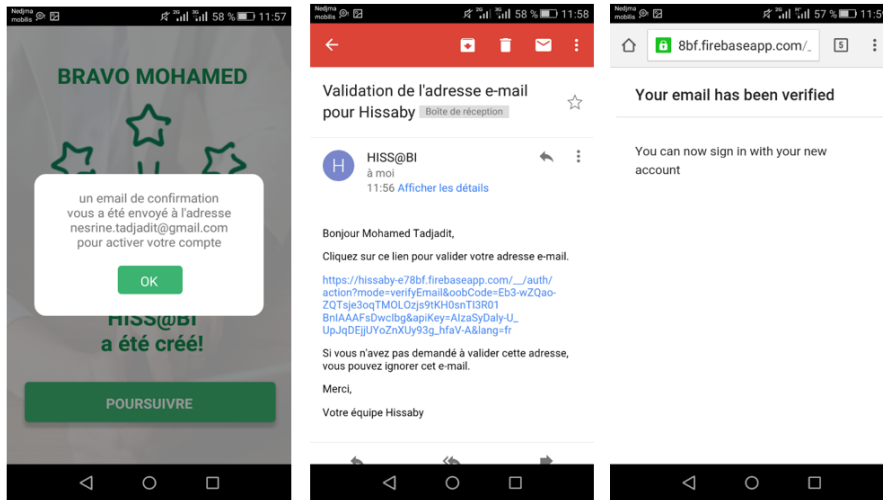 Nedjma
mobilis
2G
3G
58 %
11:57
BRAVO MOHAMED
un email de confirmation
vous a été envoyé à l'adresse
nesrine.tadjadit@gmail.com
pour activer votre compte
OK
HISS@BI
a été créé!
POURSUIVRE
Nedjma
mobilis
2G
3G
58 %
11:58
Validation de l'adresse e-mail
pour Hissaby Boîte de réception
H
HISS@BI
à moi
11:56 Afficher les détails
Bonjour Mohamed Tadjadit,
Cliquez sur ce lien pour valider votre adresse e-mail.
https://hissaby-e78bf.firebaseapp.com/__/auth/
action?mode=verifyEmail&oobCode=Eb3-wZQao-
ZQTsje3oqTMOLOzjs9tKH0snTI3R01
BnIAAAFsDwcIbg&apiKey=AIzaSyDaly-U_
UpJqDEjjUYoZnXUy93g_hfaV-A&lang=fr
Si vous n'avez pas demandé à valider cette adresse,
vous pouvez ignorer cet e-mail.
Merci,
Votre équipe Hissaby
Nedjma
mobilis
2G
57 %
8bf.firebaseapp.com/_
5
Your email has been verified
You can now sign in with your new
account